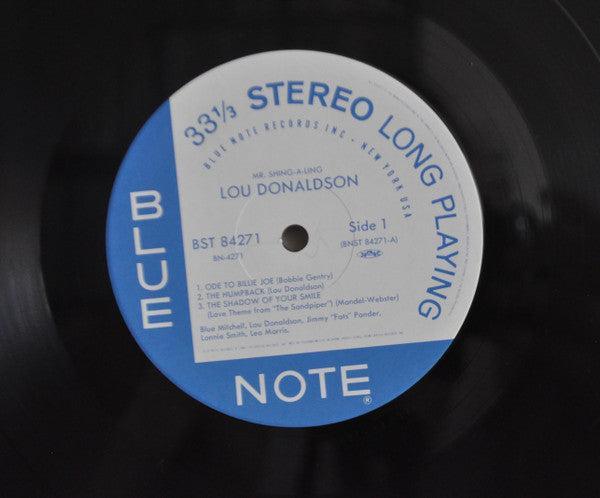 33⅓ STEREO LONG PLAYING
BLUE NOTE RECORDS INC - NEW YORK USA
MR. SHING-A-LING
LOU DONALDSON
BST 84271
BN-4271
Side 1
(BNST 84271-A)
1. ODE TO BILLIE JOE (Bobbie Gentry)
2. THE HUMPBACK (Lou Donaldson)
3. THE SHADOW OF YOUR SMILE
(Love Theme from "The Sandpiper") (Mandel-Webster)
Blue Mitchell, Lou Donaldson, Jimmy "Fats" Ponder,
Lonnie Smith, Leo Morris.
BLUE
NOTE®